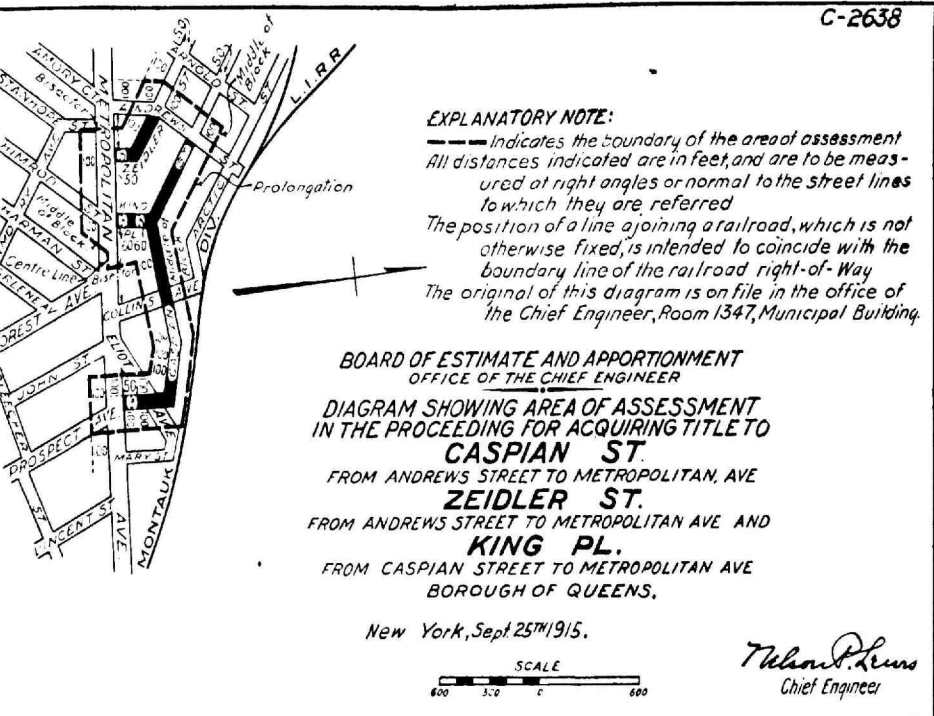 C-2638
EXPLANATORY NOTE:
Indicates the boundary of the area of assessment
All distances indicated are in feet, and are to be meas-
ured at right angles or normal to the street lines
to which they are referred
The position of a line ajoining a railroad, which is not
otherwise fixed, is intended to coincide with the
boundary line of the railroad right-of-Way
The original of this diagram is on file in the office of
the Chief Engineer, Room 1347, Municipal Building.
BOARD OF ESTIMATE AND APPORTIONMENT
OFFICE OF THE CHIEF ENGINEER
DIAGRAM SHOWING AREA OF ASSESSMENT
IN THE PROCEEDING FOR ACQUIRING TITLE TO
CASPIAN ST.
FROM ANDREWS STREET TO METROPOLITAN, AVE
ZEIDLER ST.
FROM ANDREWS STREET TO METROPOLITAN AVE AND
KING PL.
FROM CASPIAN STREET TO METROPOLITAN AVE
BOROUGH OF QUEENS.
New York, Sept. 25TH 1915.
SCALE
600 300 0 600
Nelson P. Lewis
Chief Engineer
AMORY CT.
Bisector
METROPOLITAN
AVE.
ARNOLD ST.
Middle of
Block
L.I.R.R.
ANDREWS ST.
ZEIDLER
50
Prolongation
KING
PL.
6060
ARCTIC ST.
DIV.
Middle
of Block
HARMAN ST.
Centre Line
Bisector
COLLINS AVE
ELIOT
AVE
JOHN ST.
PROSPECT AVE.
MARY ST.
MONTAUK